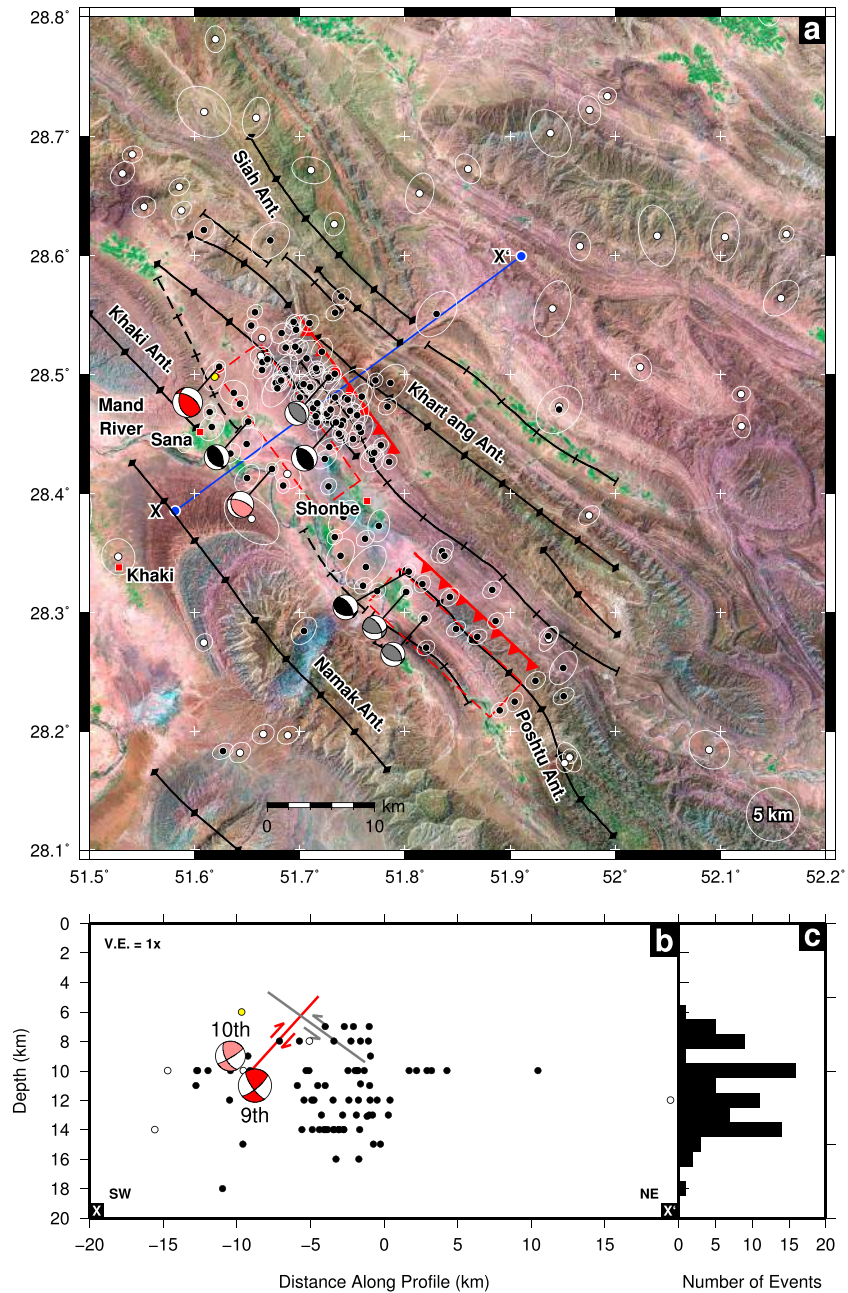 28.8˚
a
28.7˚
Siah Ant.
28.6˚
X‘
Khaki Ant.
28.5˚
Mand
River
Sana
Khart ang Ant.
28.4˚
X
Shonbe
Khaki
28.3˚
Namak Ant.
28.2˚
Poshtu Ant.
km
0
10
5 km
28.1˚
51.5˚
51.6˚
51.7˚
51.8˚
51.9˚
52˚
52.1˚
52.2˚
0
V.E. = 1x
b
c
2
4
6
10th
8
10
9th
12
14
16
18
SW
NE
X
X‘
20
−20
−15
−10
−5
0
5
10
15
0
5
10
15
20
Depth (km)
Distance Along Profile (km)
Number of Events